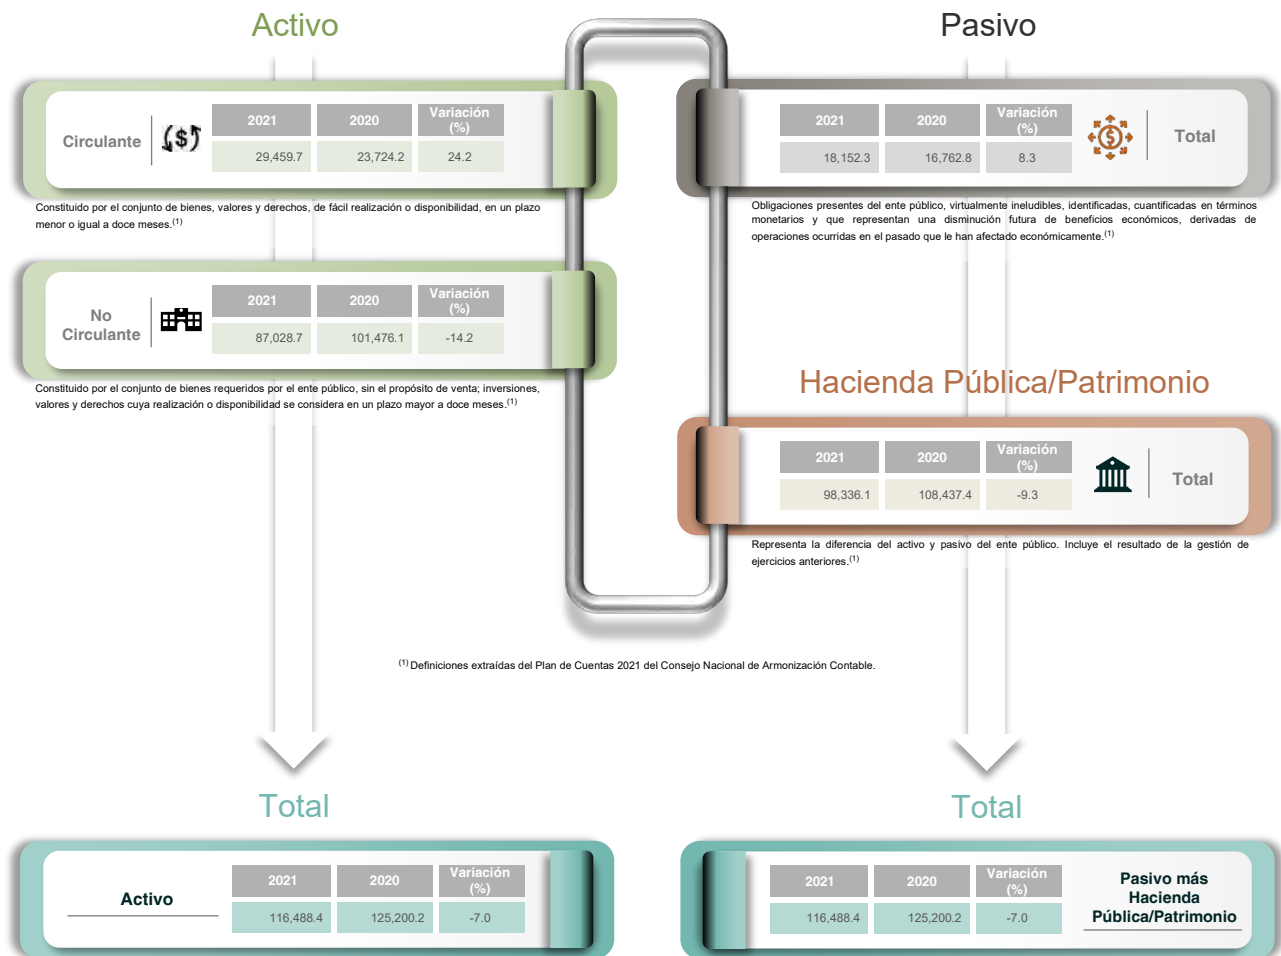 Activo
Circulante
2021 2020 Variación
(%)
29,459.7 23,724.2 24.2
Constituido por el conjunto de bienes, valores y derechos, de fácil realización o disponibilidad, en un plazo
menor o igual a doce meses.(1)
No
Circulante
2021 2020 Variación
(%)
87,028.7 101,476.1 -14.2
Constituido por el conjunto de bienes requeridos por el ente público, sin el propósito de venta; inversiones,
valores y derechos cuya realización o disponibilidad se considera en un plazo mayor a doce meses.(1)
Pasivo
2021 2020 Variación
(%)
18,152.3 16,762.8 8.3
Total
Obligaciones presentes del ente público, virtualmente ineludibles, identificadas, cuantificadas en términos
monetarios y que representan una disminución futura de beneficios económicos, derivadas de
operaciones ocurridas en el pasado que le han afectado económicamente.(1)
Hacienda Pública/Patrimonio
2021 2020 Variación
(%)
98,336.1 108,437.4 -9.3
Total
Representa la diferencia del activo y pasivo del ente público. Incluye el resultado de la gestión de
ejercicios anteriores.(1)
(1) Definiciones extraídas del Plan de Cuentas 2021 del Consejo Nacional de Armonización Contable.
Total
Activo
2021 2020 Variación
(%)
116,488.4 125,200.2 -7.0
Total
2021 2020 Variación
(%)
116,488.4 125,200.2 -7.0
Pasivo más
Hacienda
Pública/Patrimonio